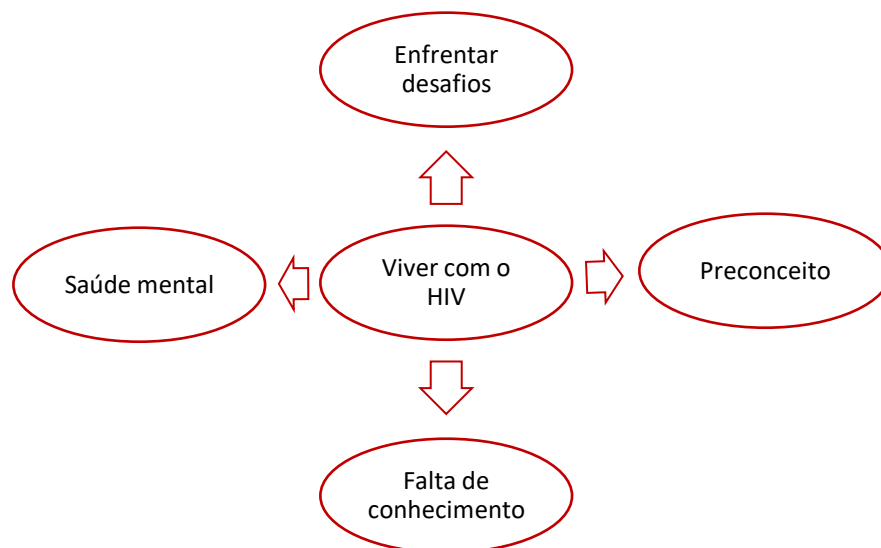 Enfrentar
desafios
Saúde mental
Viver com o
HIV
Preconceito
Falta de
conhecimento